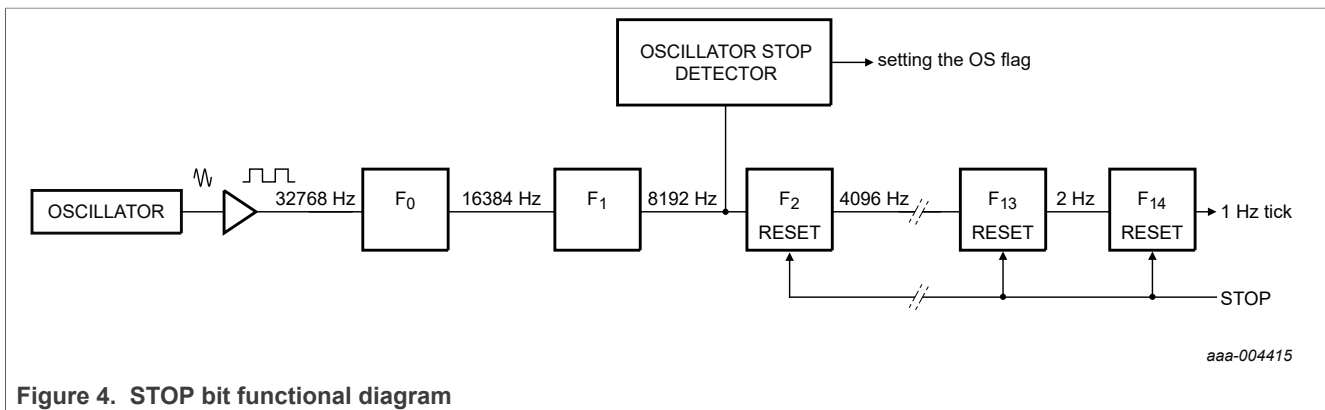 OSCILLATOR STOP
DETECTOR
setting the OS flag
OSCILLATOR
32768 Hz
F0
16384 Hz
F1
8192 Hz
F2
RESET
4096 Hz
F13
RESET
2 Hz
F14
RESET
1 Hz tick
STOP
aaa-004415
Figure 4. STOP bit functional diagram